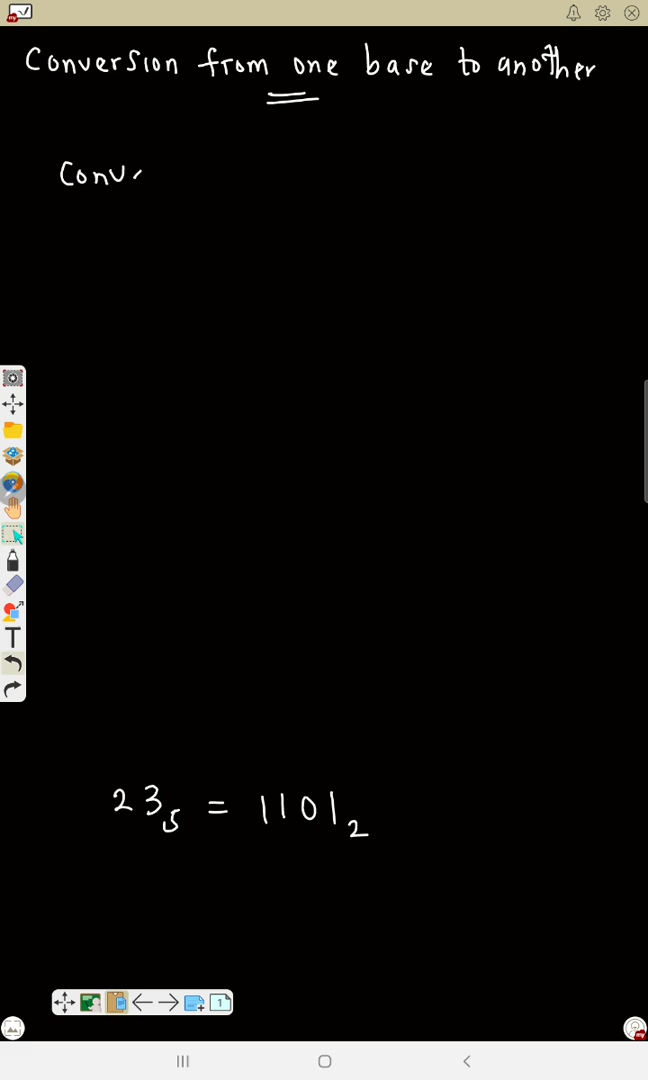 Conversion from one base to another
Conv
23₅ = 1101₂